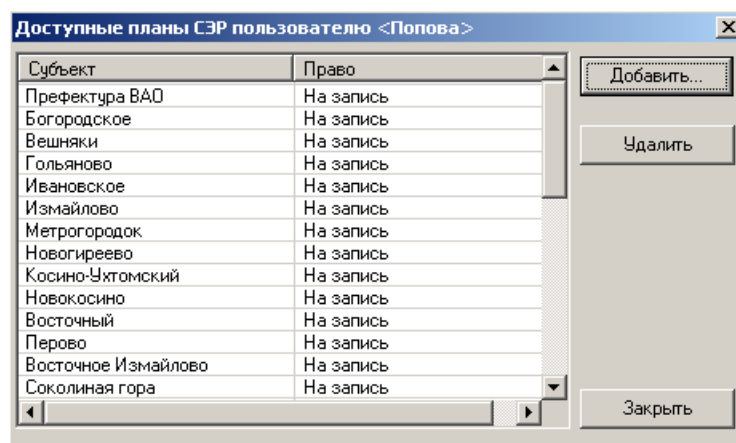 Доступные планы СЭР пользователю <Попова>
Субъект Право
Префектура ВАО На запись
Богородское На запись
Вешняки На запись
Гольяново На запись
Ивановское На запись
Измайлово На запись
Метрогородок На запись
Новогиреево На запись
Косино-Ухтомский На запись
Новокосино На запись
Восточный На запись
Перово На запись
Восточное Измайлово На запись
Соколиная гора На запись
Добавить...
Удалить
Закрыть